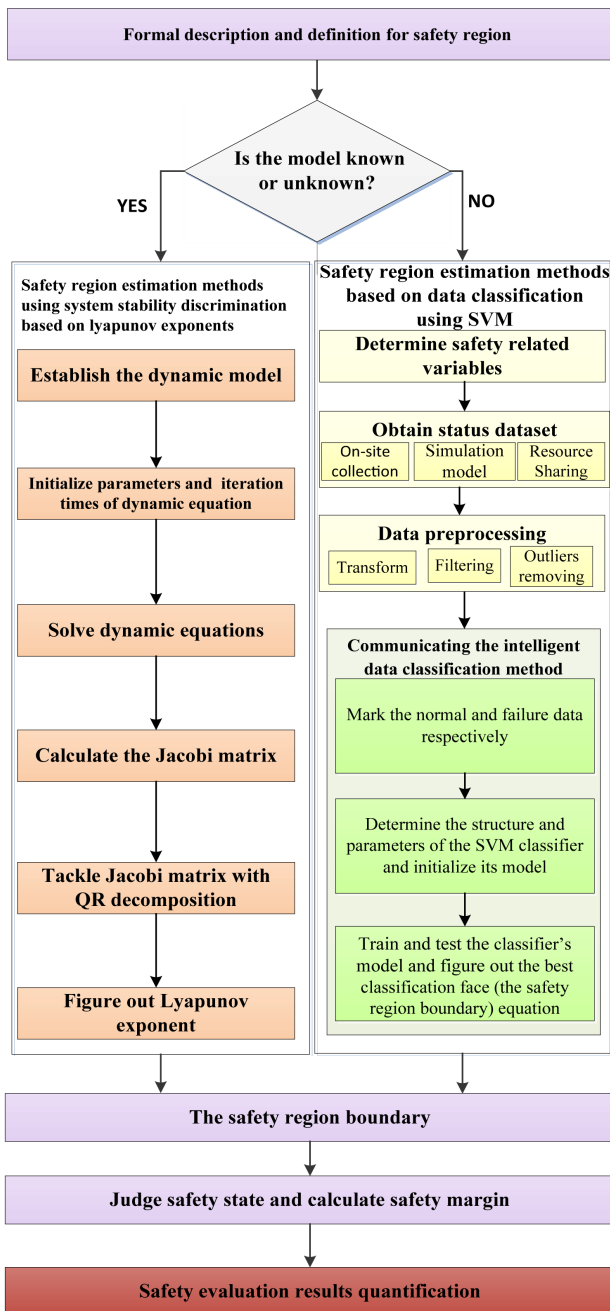 Formal description and definition for safety region
Is the model known
or unknown?
YES
NO
Safety region estimation methods
using system stability discrimination
based on lyapunov exponents
Establish the dynamic model
Initialize parameters and iteration
times of dynamic equation
Solve dynamic equations
Calculate the Jacobi matrix
Tackle Jacobi matrix with
QR decomposition
Figure out Lyapunov
exponent
Safety region estimation methods
based on data classification
using SVM
Determine safety related
variables
Obtain status dataset
On-site
collection
Simulation
model
Resource
Sharing
Data preprocessing
Transform
Filtering
Outliers
removing
Communicating the intelligent
data classification method
Mark the normal and failure data
respectively
Determine the structure and
parameters of the SVM classifier
and initialize its model
Train and test the classifier's
model and figure out the best
classification face (the safety
region boundary) equation
The safety region boundary
Judge safety state and calculate safety margin
Safety evaluation results quantification